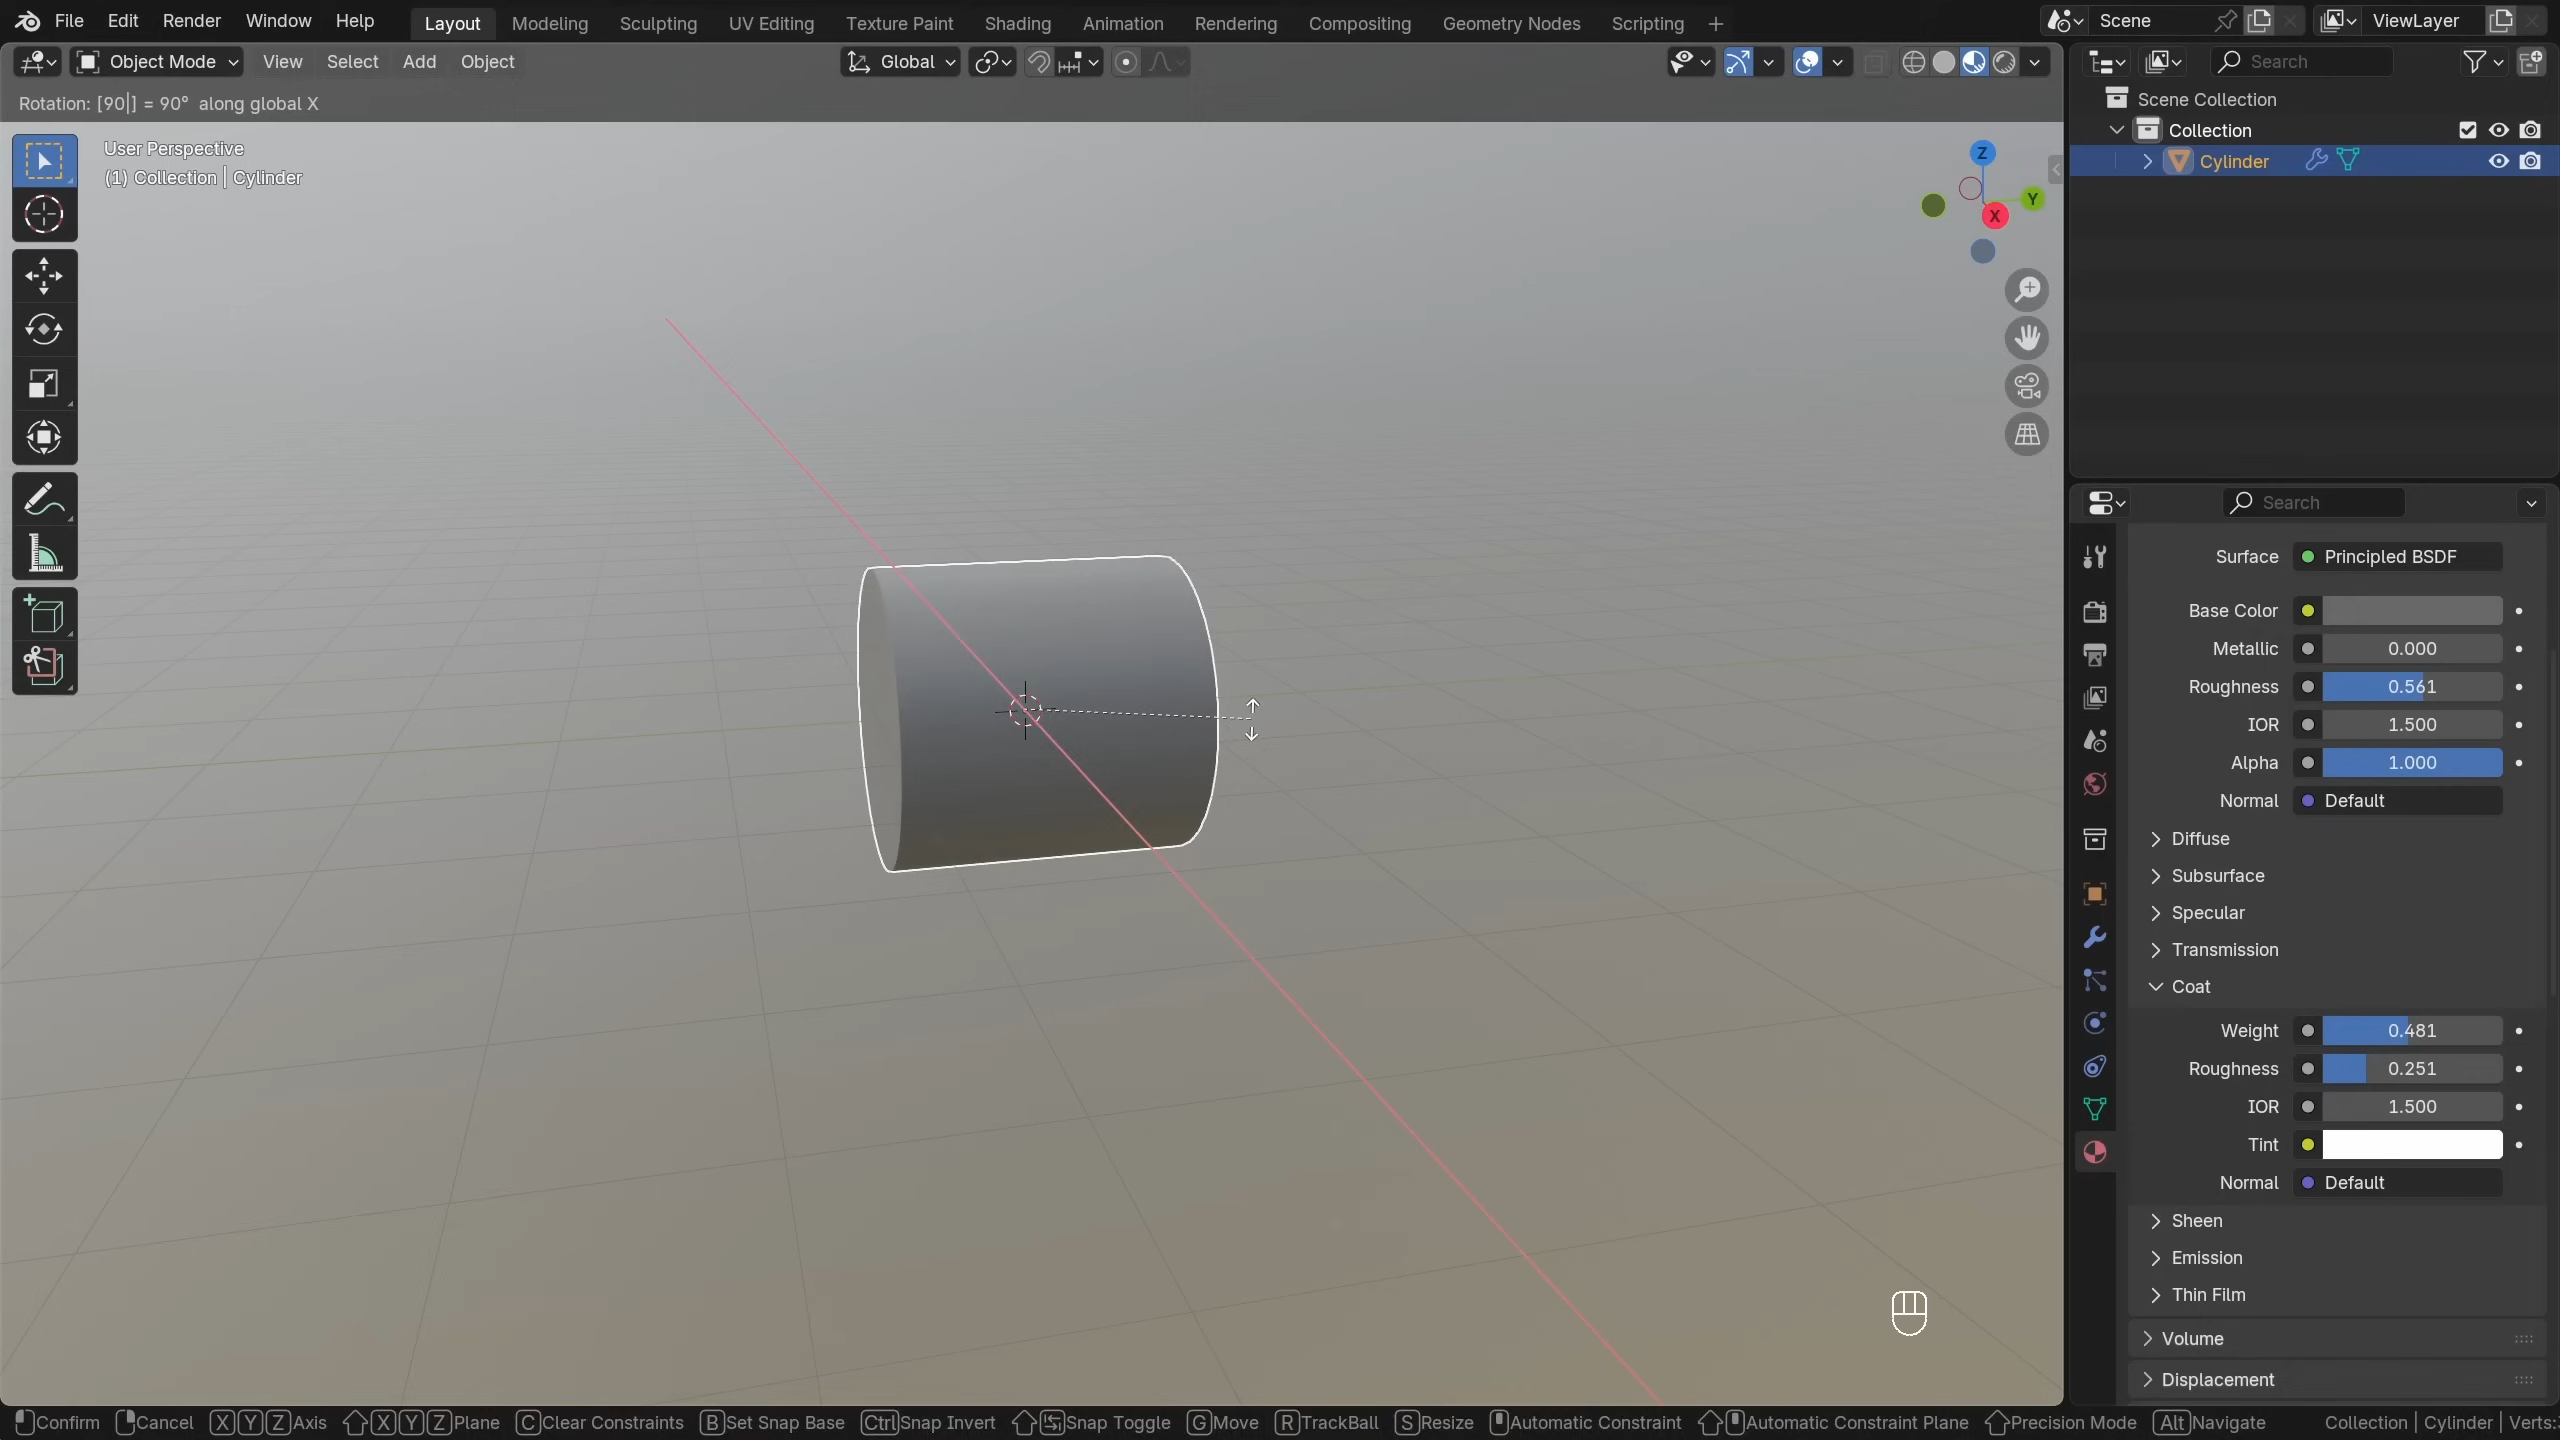 File Edit Render Window Help Layout Modeling Sculpting UV Editing Texture Paint Shading Animation Rendering Compositing Geometry Nodes Scripting + Scene ViewLayer
Object Mode View Select Add Object Global Search
Rotation: [90|] = 90° along global X
User Perspective
(1) Collection | Cylinder
Z
Y
X
Scene Collection
Collection
Cylinder
Search
Surface Principled BSDF
Base Color
Metallic 0.000
Roughness 0.561
IOR 1.500
Alpha 1.000
Normal Default
Diffuse
Subsurface
Specular
Transmission
Coat
Weight 0.481
Roughness 0.251
IOR 1.500
Tint
Normal Default
Sheen
Emission
Thin Film
Volume
Displacement
Confirm Cancel X Y Z Axis X Y Z Plane C Clear Constraints B Set Snap Base Ctrl Snap Invert Snap Toggle G Move R TrackBall S Resize Automatic Constraint Automatic Constraint Plane Precision Mode Alt Navigate Collection | Cylinder | Verts: